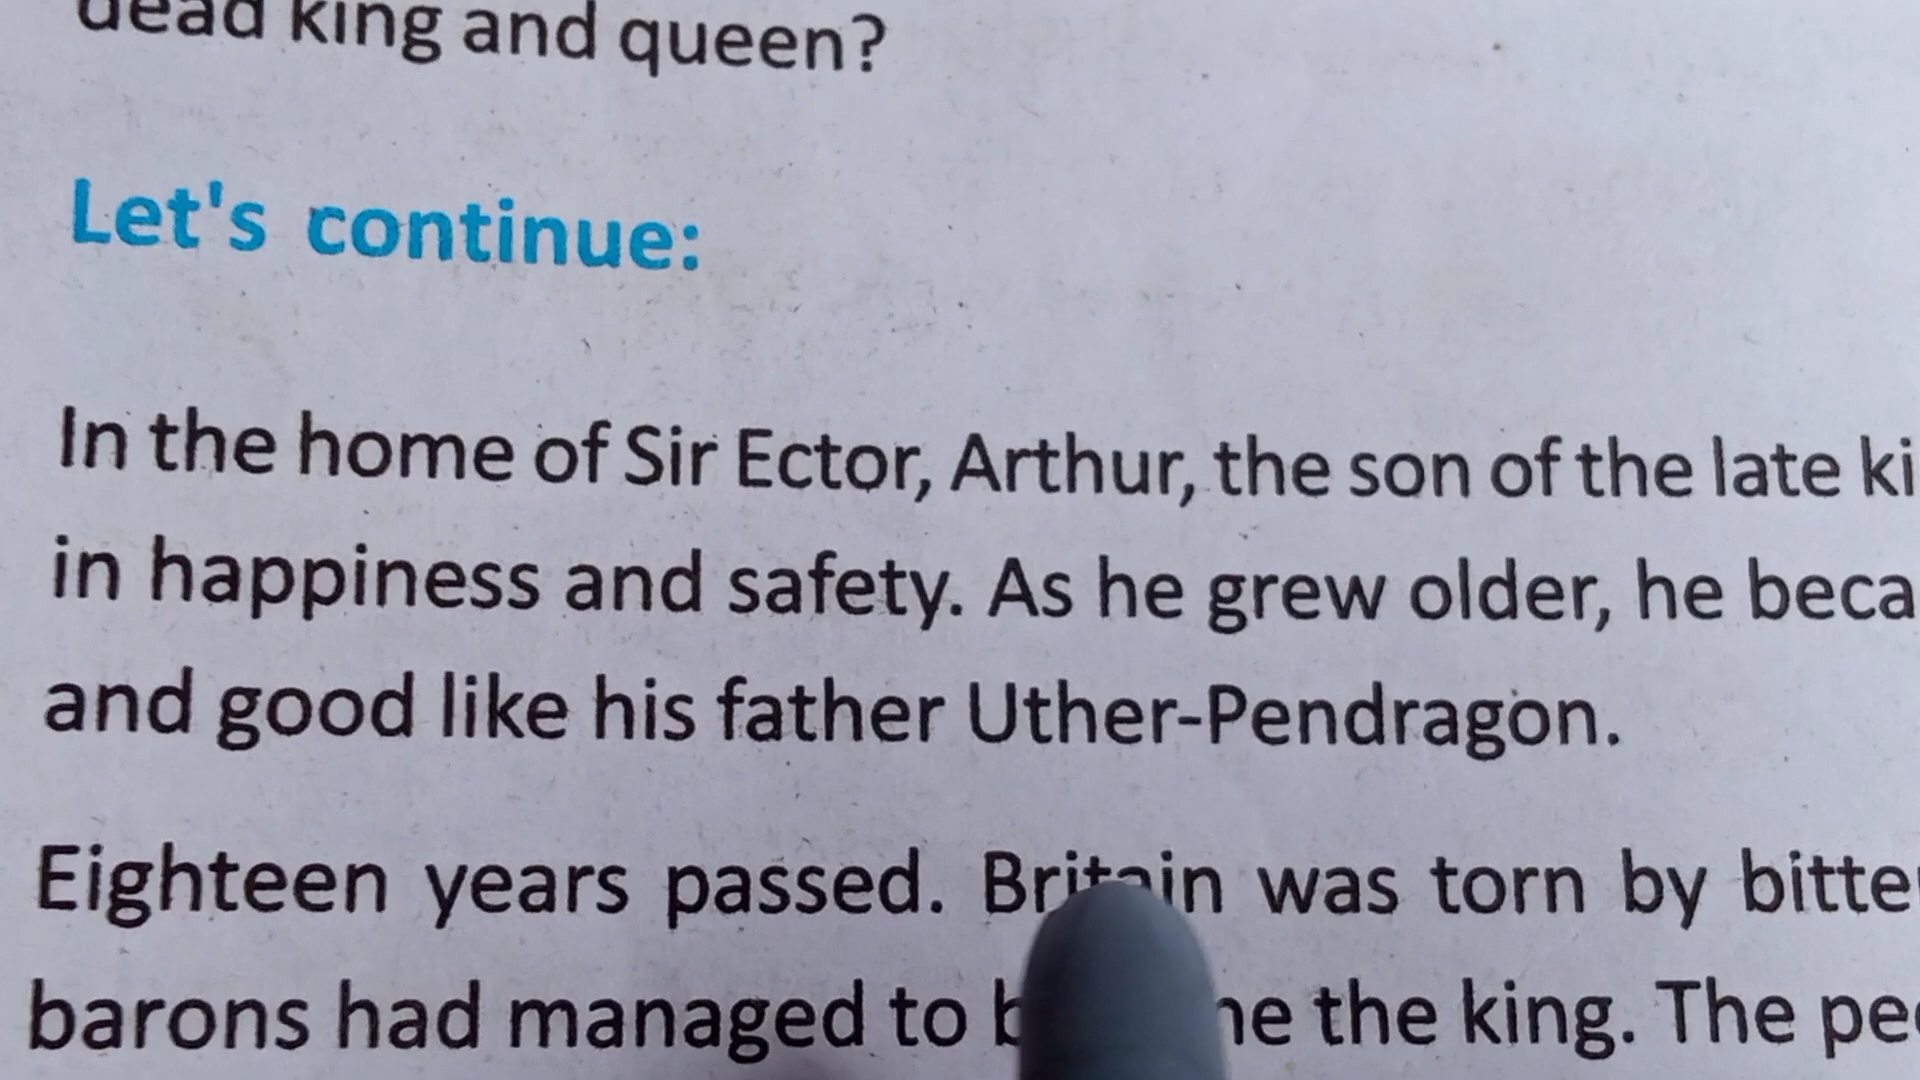 dead king and queen?
Let's continue:
In the home of Sir Ector, Arthur, the son of the late ki
in happiness and safety. As he grew older, he beca
and good like his father Uther-Pendragon.
Eighteen years passed. Britain was torn by bitte
barons had managed to the king. The